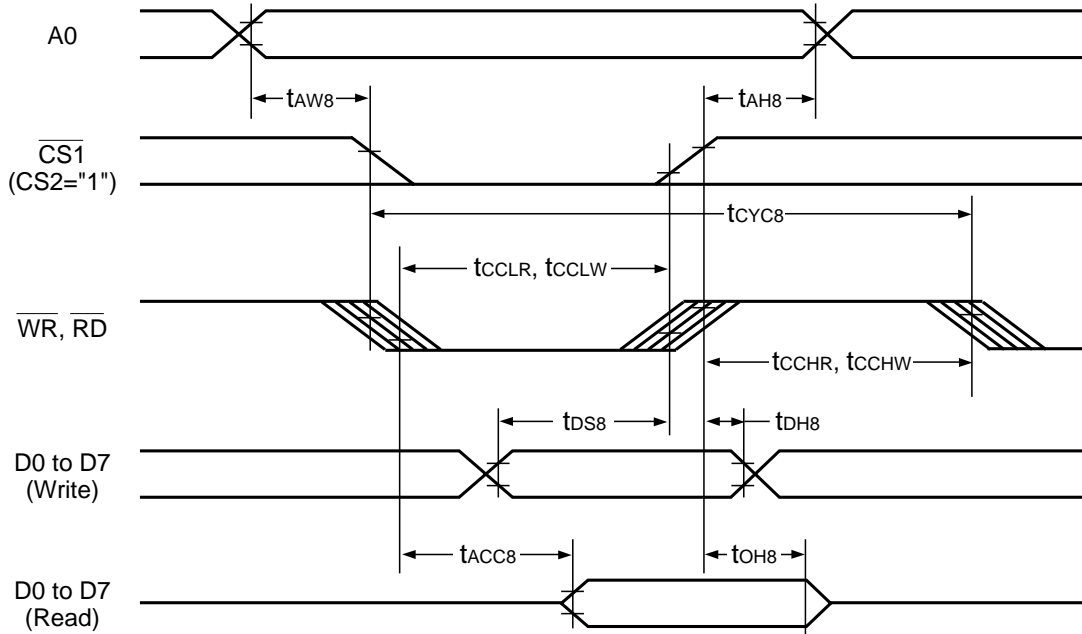 A0
tAW8
tAH8
CS1
(CS2="1")
tCYC8
tCCLR, tCCLW
WR, RD
tCCHR, tCCHW
tDS8
tDH8
D0 to D7
(Write)
tACC8
tOH8
D0 to D7
(Read)